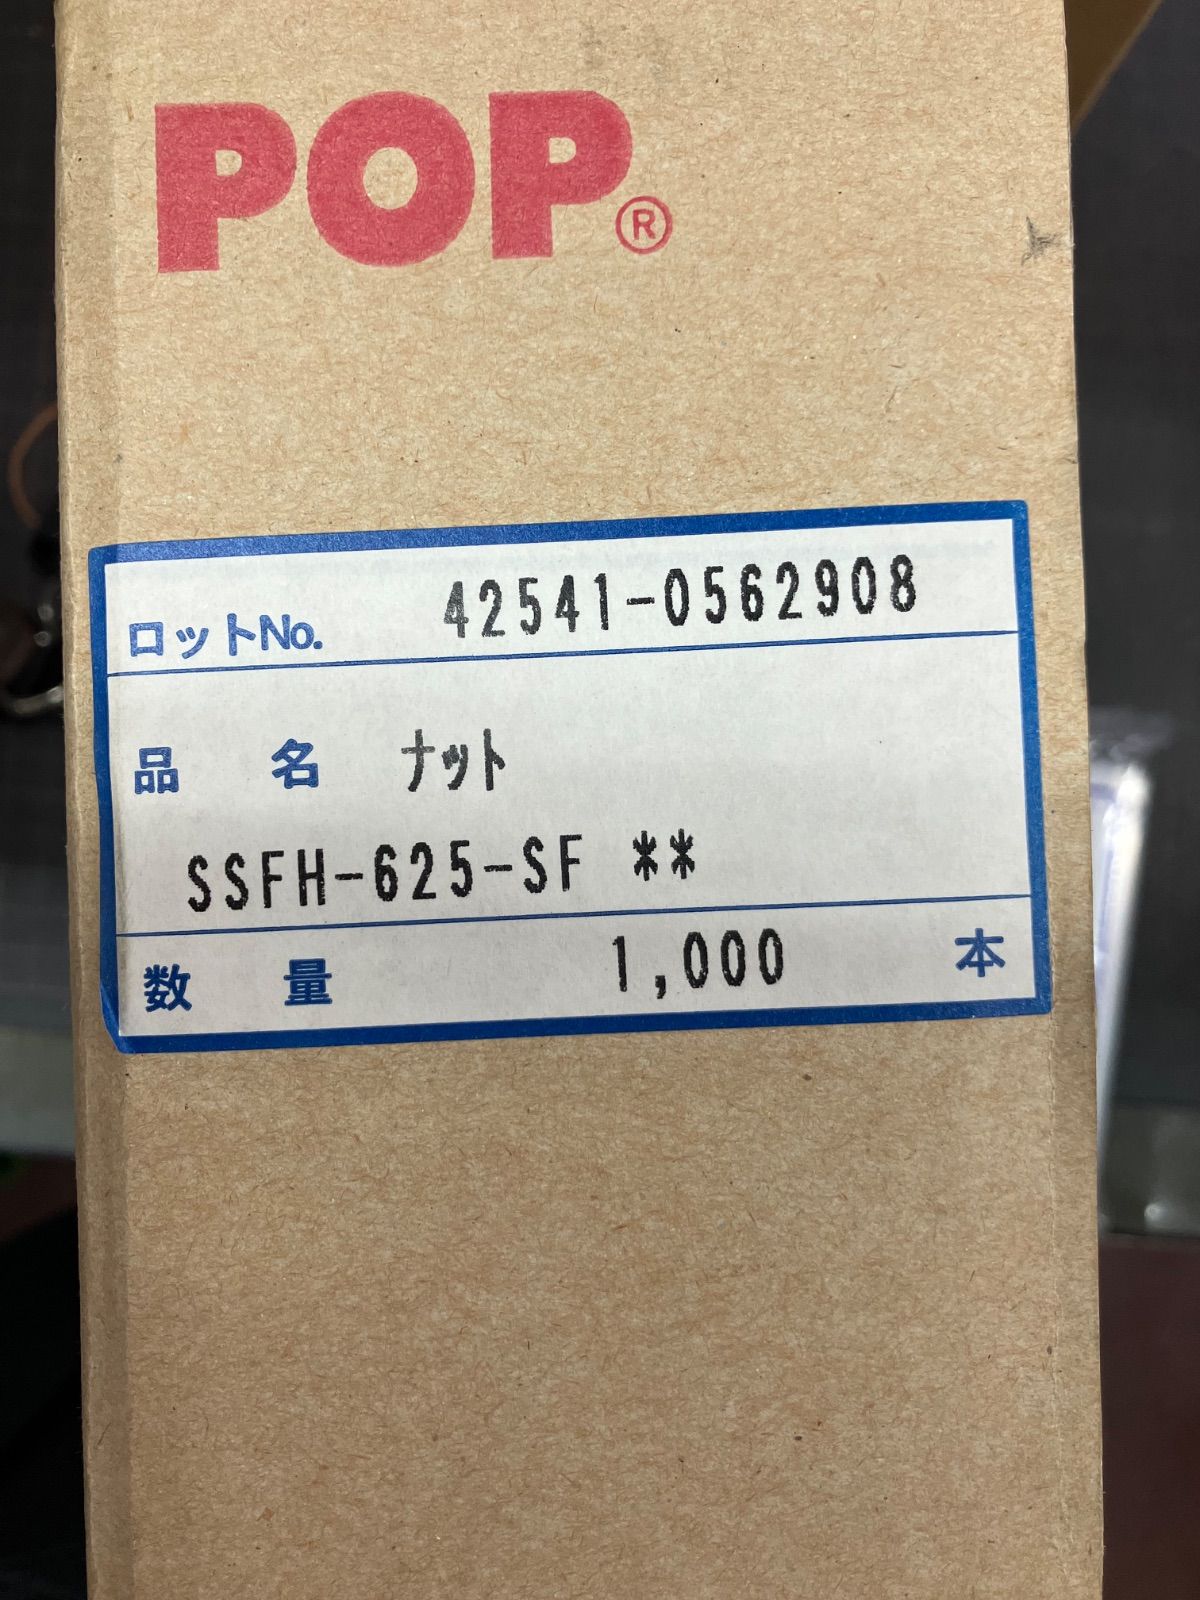 POP®
ロットNo. 42541-0562908
品名 ナット
SSFH-625-SF **
数量 1,000 本